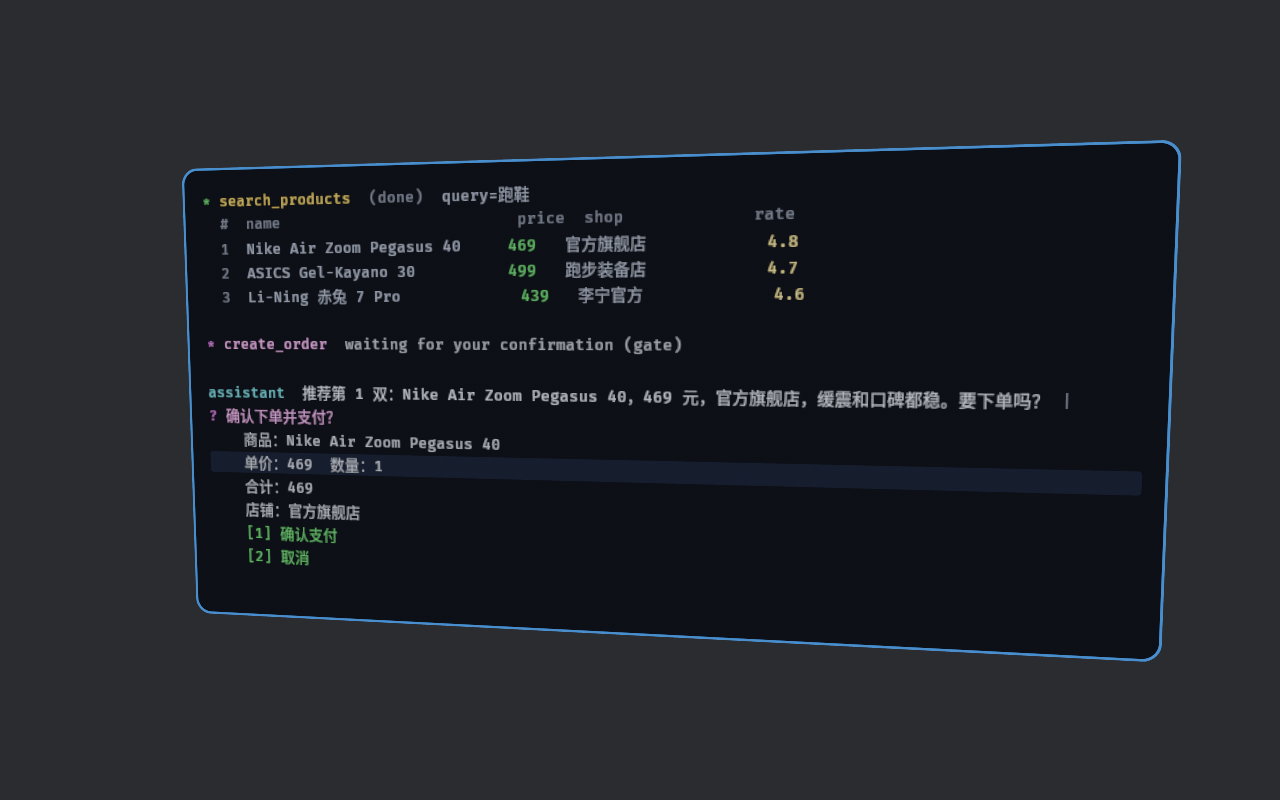 * search_products (done) query=跑鞋
# name price shop rate
1 Nike Air Zoom Pegasus 40 469 官方旗舰店 4.8
2 ASICS Gel-Kayano 30 499 跑步装备店 4.7
3 Li-Ning 赤兔 7 Pro 439 李宁官方 4.6
* create_order waiting for your confirmation (gate)
assistant 推荐第 1 双: Nike Air Zoom Pegasus 40, 469 元, 官方旗舰店, 缓震和口碑都稳。要下单吗?
? 确认下单并支付?
商品: Nike Air Zoom Pegasus 40
单价: 469 数量: 1
合计: 469
店铺: 官方旗舰店
[1] 确认支付
[2] 取消